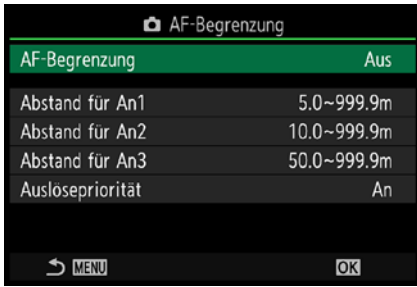 AF-Begrenzung
AF-Begrenzung Aus
Abstand für An1 5.0~999.9m
Abstand für An2 10.0~999.9m
Abstand für An3 50.0~999.9m
Auslösepriorität An
MENU OK